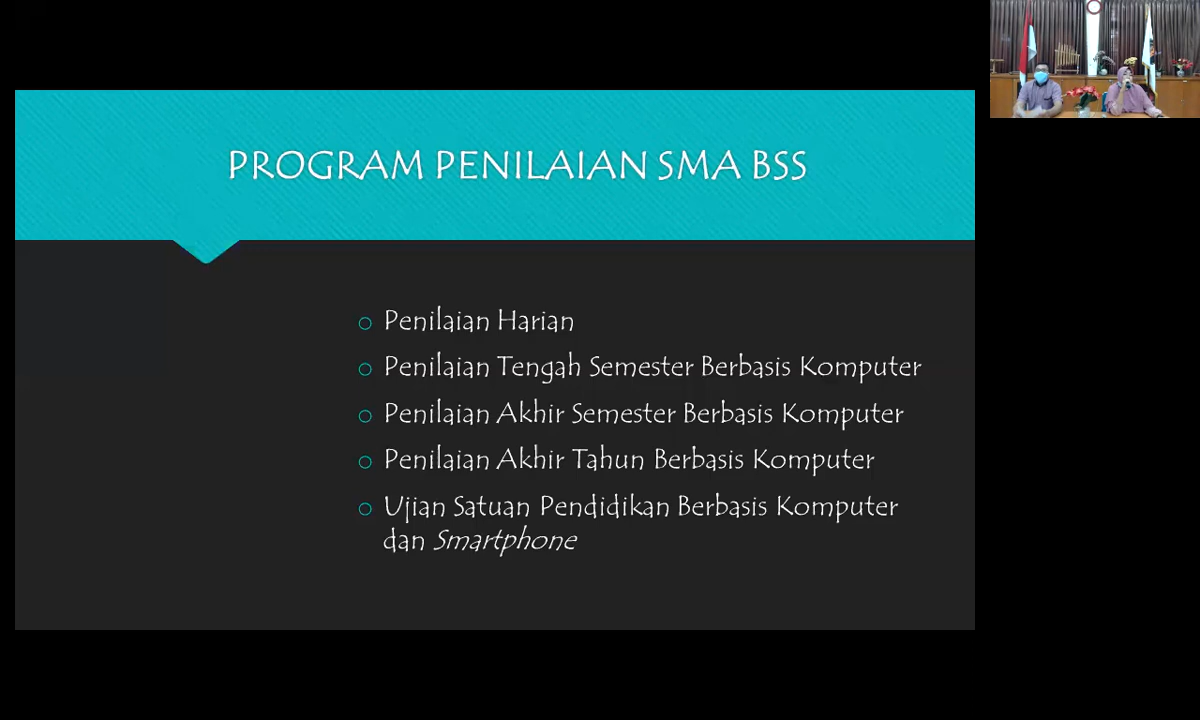 PROGRAM PENILAIAN SMA BSS
Penilaian Harian
Penilaian Tengah Semester Berbasis Komputer
Penilaian Akhir Semester Berbasis Komputer
Penilaian Akhir Tahun Berbasis Komputer
Ujian Satuan Pendidikan Berbasis Komputer
dan Smartphone